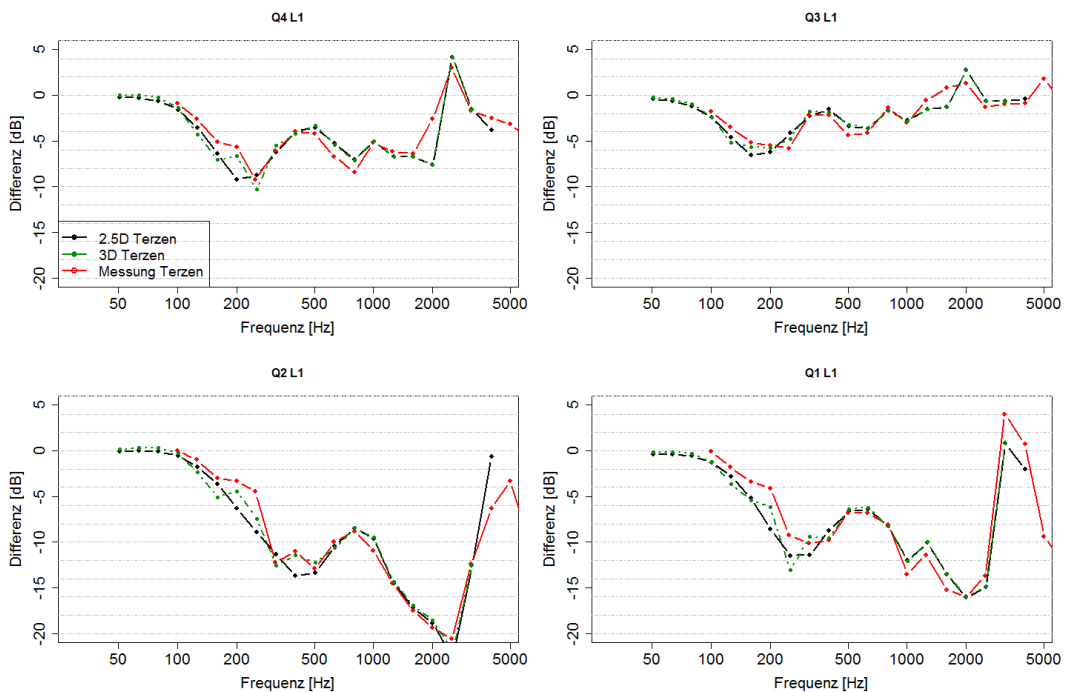 Q4 L1
5
0
-5
-10
-15
-20
Differenz [dB]
2.5D Terzen
3D Terzen
Messung Terzen
50 100 200 500 1000 2000 5000
Frequenz [Hz]
Q3 L1
5
0
-5
-10
-15
-20
Differenz [dB]
50 100 200 500 1000 2000 5000
Frequenz [Hz]
Q2 L1
5
0
-5
-10
-15
-20
Differenz [dB]
50 100 200 500 1000 2000 5000
Frequenz [Hz]
Q1 L1
5
0
-5
-10
-15
-20
Differenz [dB]
50 100 200 500 1000 2000 5000
Frequenz [Hz]